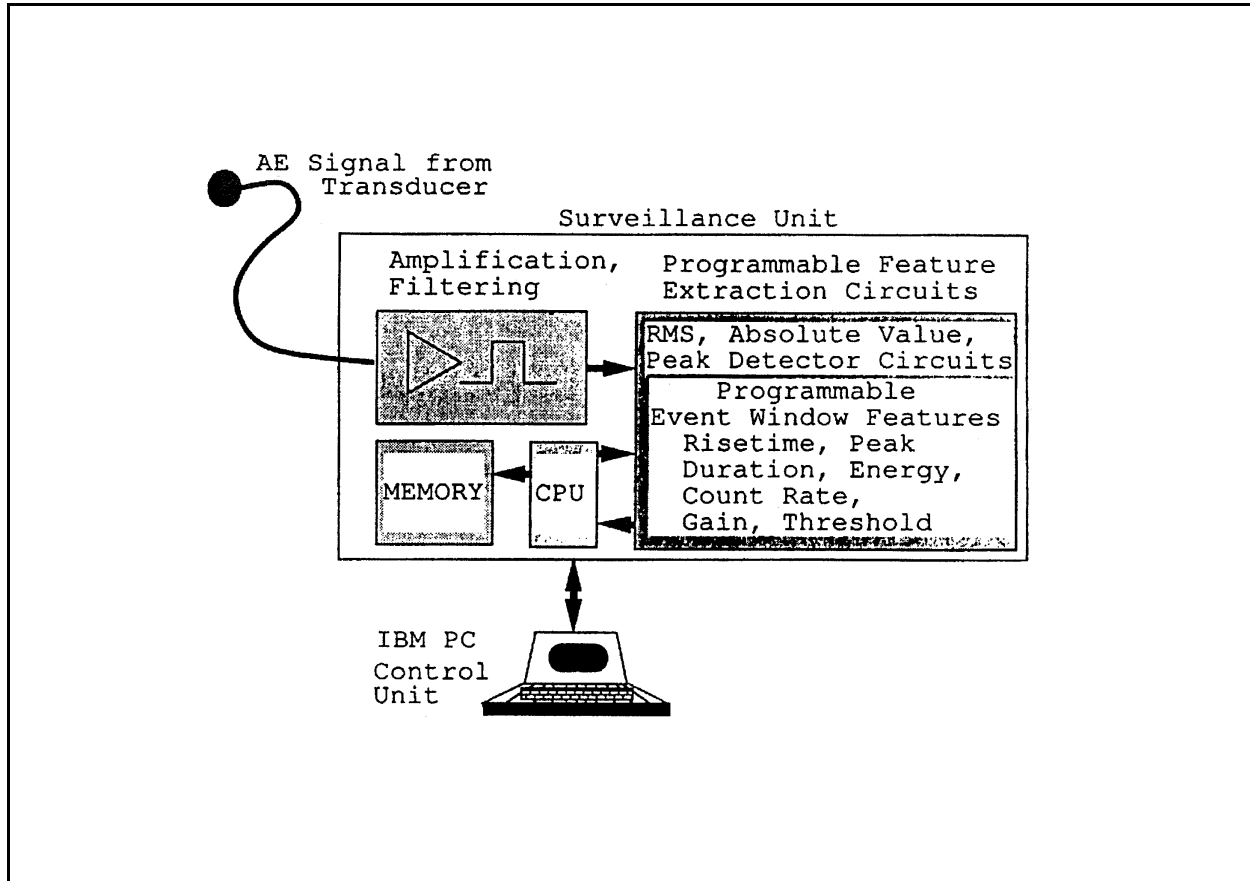 AE Signal from
Transducer
Surveillance Unit
Amplification,
Filtering
Programmable Feature
Extraction Circuits
RMS, Absolute Value,
Peak Detector Circuits
Programmable
Event Window Features
Risetime, Peak
Duration, Energy,
Count Rate,
Gain, Threshold
MEMORY
CPU
IBM PC
Control
Unit